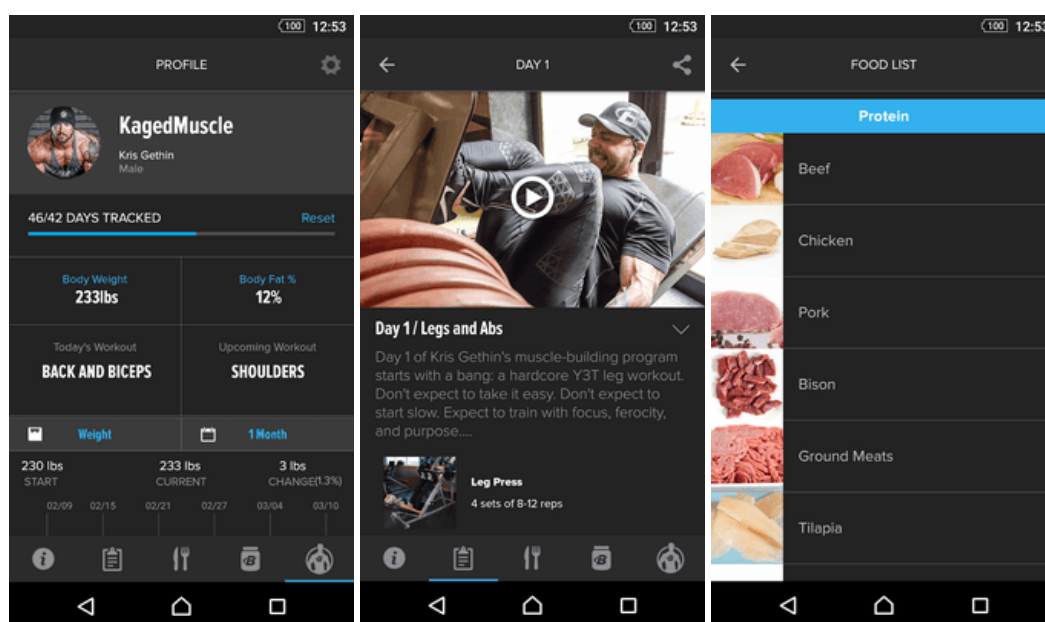 100 12:53
PROFILE
KagedMuscle
Kris Gethin
Male
46/42 DAYS TRACKED Reset
Body Weight Body Fat %
233lbs 12%
Today's Workout Upcoming Workout
BACK AND BICEPS SHOULDERS
Weight 1 Month
230 lbs 233 lbs 3 lbs
START CURRENT CHANGE(1.3%)
02/09 02/15 02/21 02/27 03/04 03/10
i B
100 12:53
DAY 1
B
Day 1 / Legs and Abs
Day 1 of Kris Gethin's muscle-building program
starts with a bang: a hardcore Y3T leg workout.
Don't expect to take it easy. Don't expect to
start slow. Expect to train with focus, ferocity,
and purpose....
Leg Press
4 sets of 8-12 reps
i B
100 12:53
FOOD LIST
Protein
Beef
Chicken
Pork
Bison
Ground Meats
Tilapia